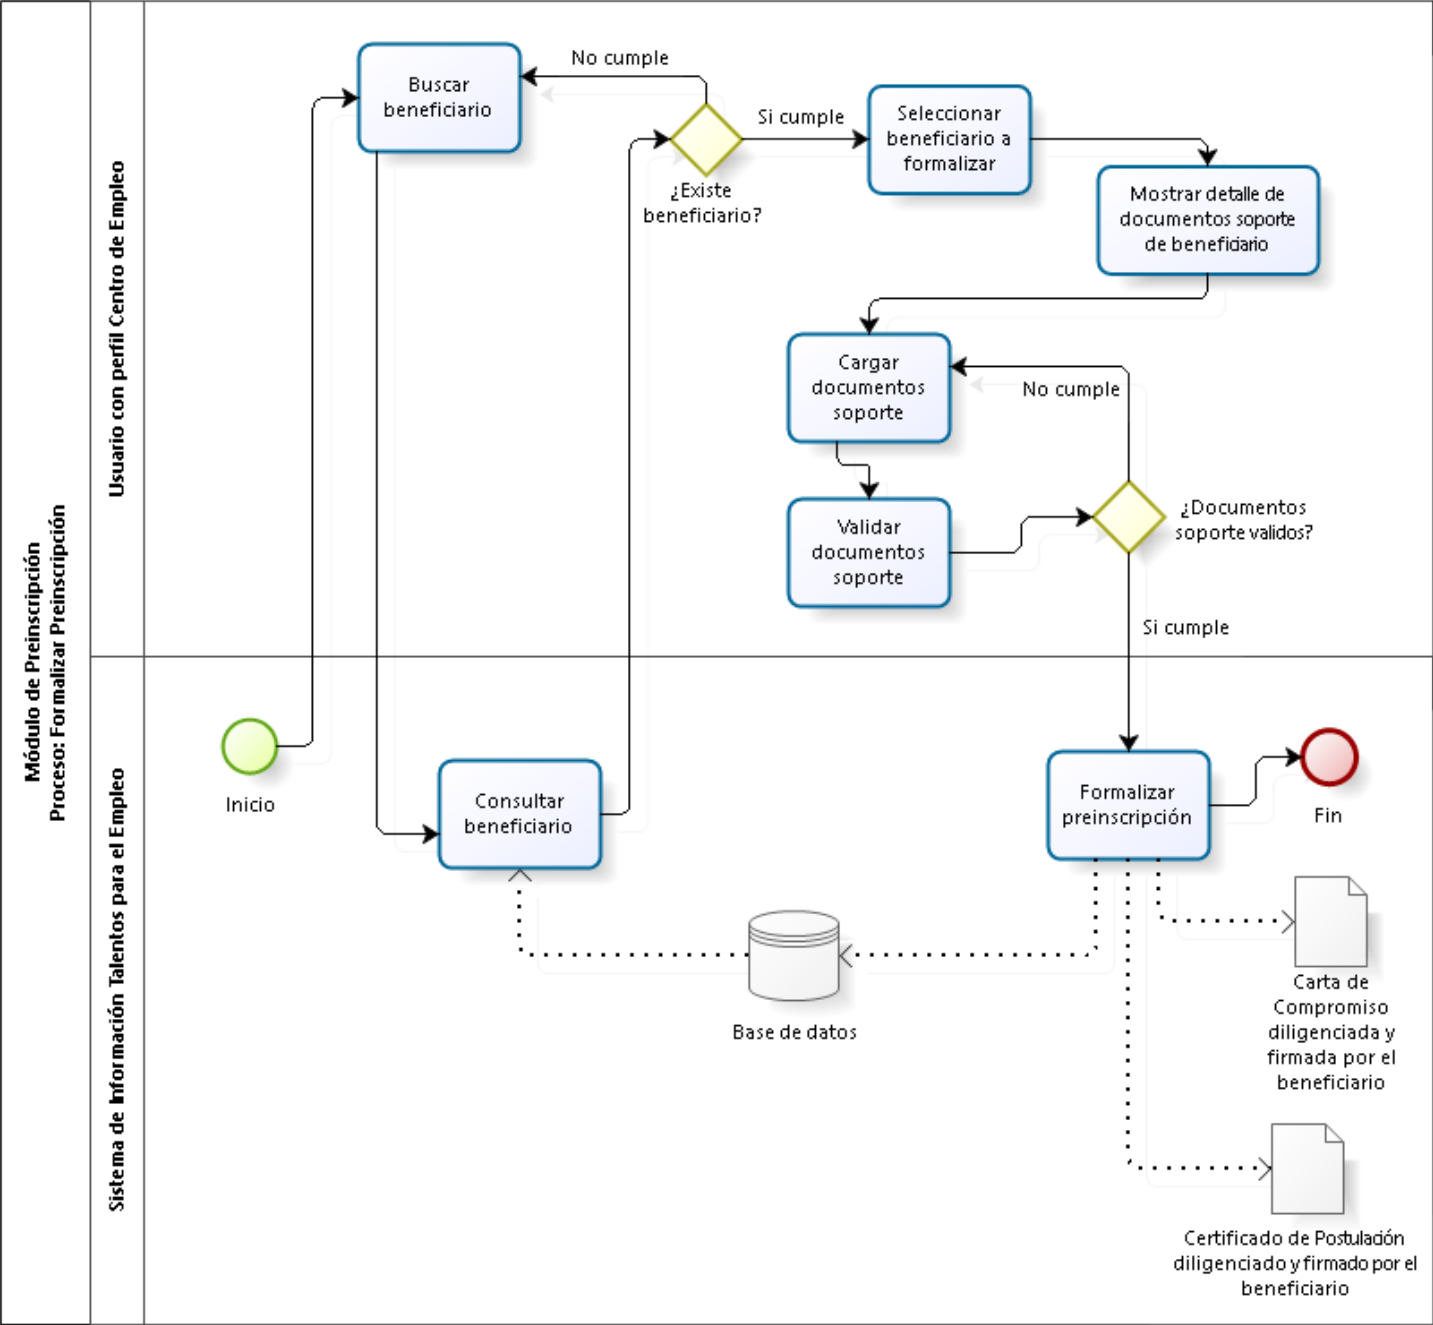 Módulo de Preinscripción
Proceso: Formalizar Preinscripción
Usuario con perfil Centro de Empleo
Buscar
beneficiario
No cumple
¿Existe
beneficiario?
Si cumple
Seleccionar
beneficiario a
formalizar
Mostrar detalle de
documentos soporte
de beneficiario
Cargar
documentos
soporte
No cumple
Validar
documentos
soporte
¿Documentos
soporte validos?
Si cumple
Sistema de Información Talentos para el Empleo
Inicio
Consultar
beneficiario
Formalizar
preinscripción
Fin
Base de datos
Carta de
Compromiso
diligenciada y
firmada por el
beneficiario
Certificado de Postulación
diligenciado y firmado por el
beneficiario